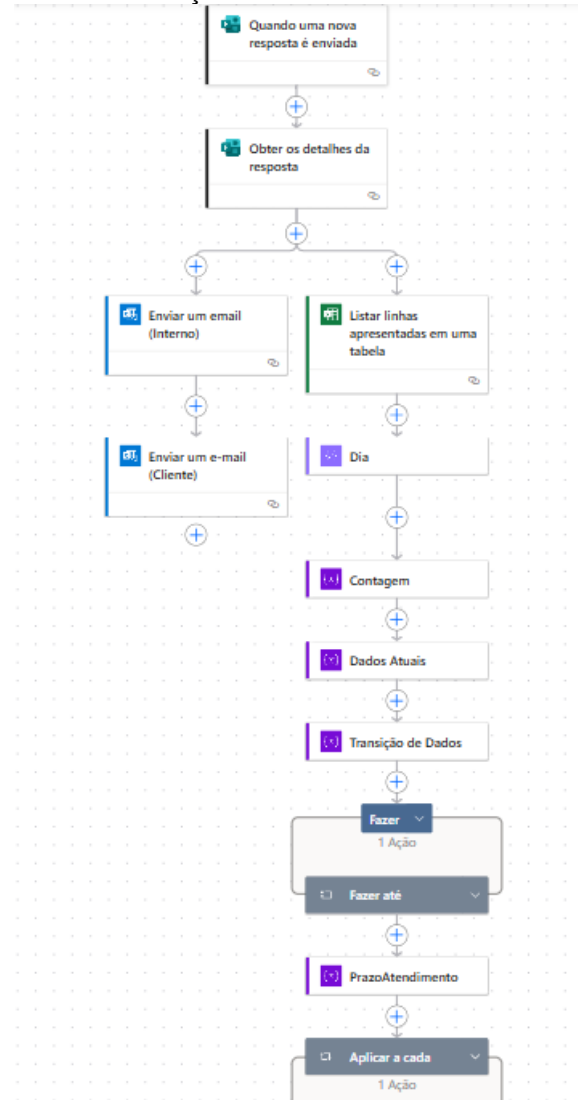 Quando uma nova
resposta é enviada
Obter os detalhes da
resposta
Enviar um email
(Interno)
Listar linhas
apresentadas em uma
tabela
Enviar um e-mail
(Cliente)
Dia
Contagem
Dados Atuais
Transição de Dados
Fazer
1 Ação
Fazer até
PrazoAtendimento
Aplicar a cada
1 Ação